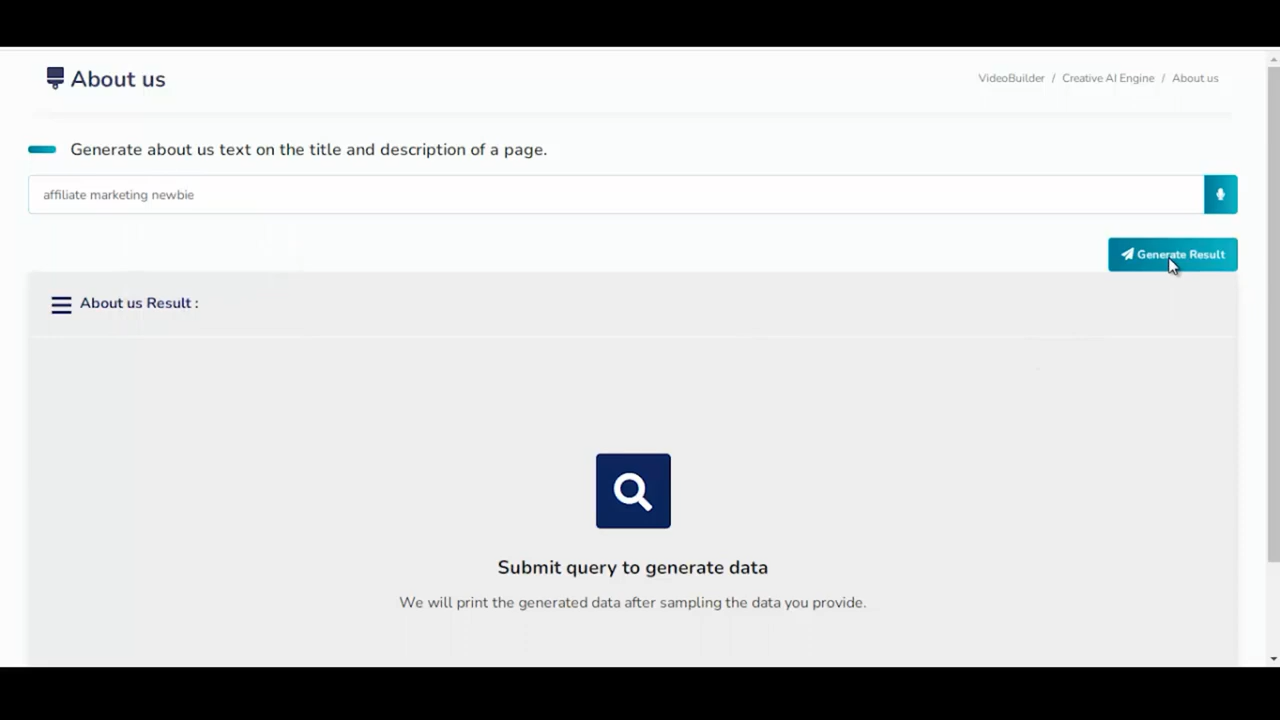 About us
VideoBuilder / Creative AI Engine / About us
Generate about us text on the title and description of a page.
affiliate marketing newbie
Generate Result
About us Result :
Submit query to generate data
We will print the generated data after sampling the data you provide.